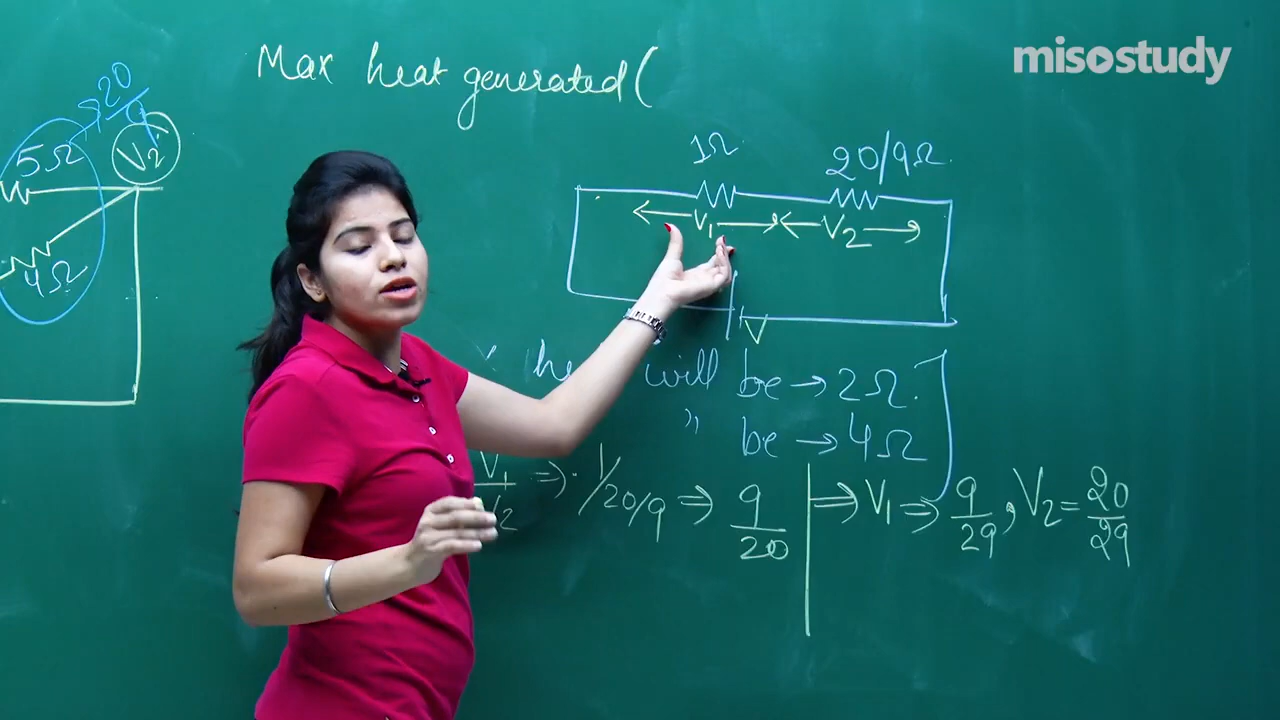 misostudy
Max heat generated (
20/9
5Ω
V2
4Ω
1Ω
20/9Ω
V1
V2
V
will be → 2Ω
" be → 4Ω
V1/V2 ⇒ 1/20/9 ⇒ 9/20
⇒ V1 ⇒ 9/29, V2 = 20/29